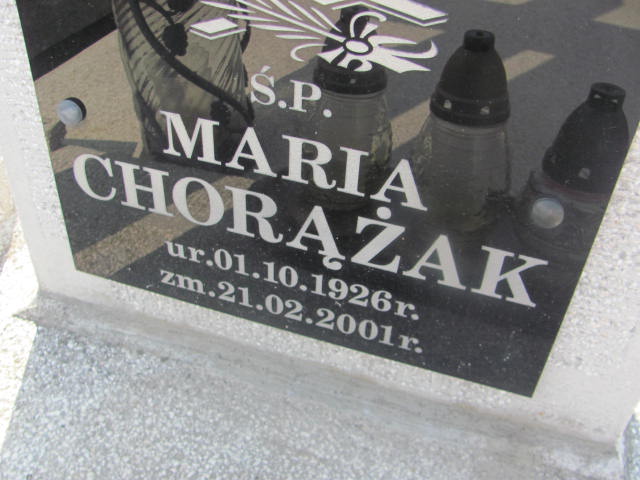 Ś.P.
MARIA
CHORĄŻAK
ur.01.10.1926r.
zm.21.02.2001r.